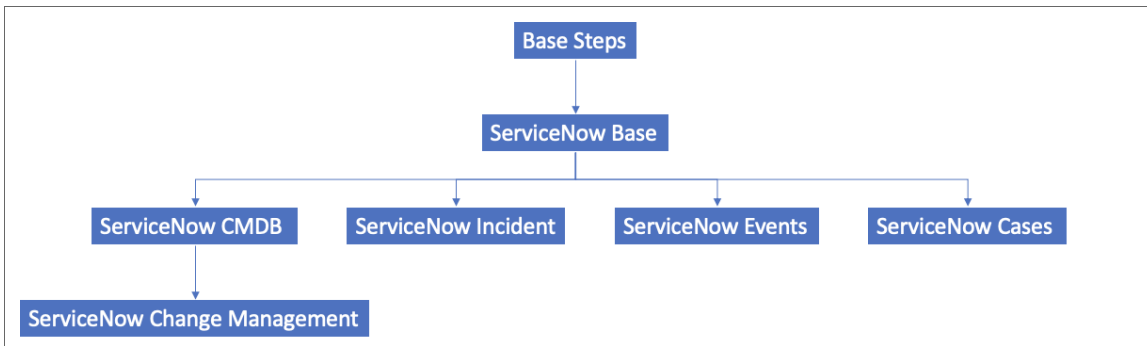 Base Steps
ServiceNow Base
ServiceNow CMDB
ServiceNow Incident
ServiceNow Events
ServiceNow Cases
ServiceNow Change Management